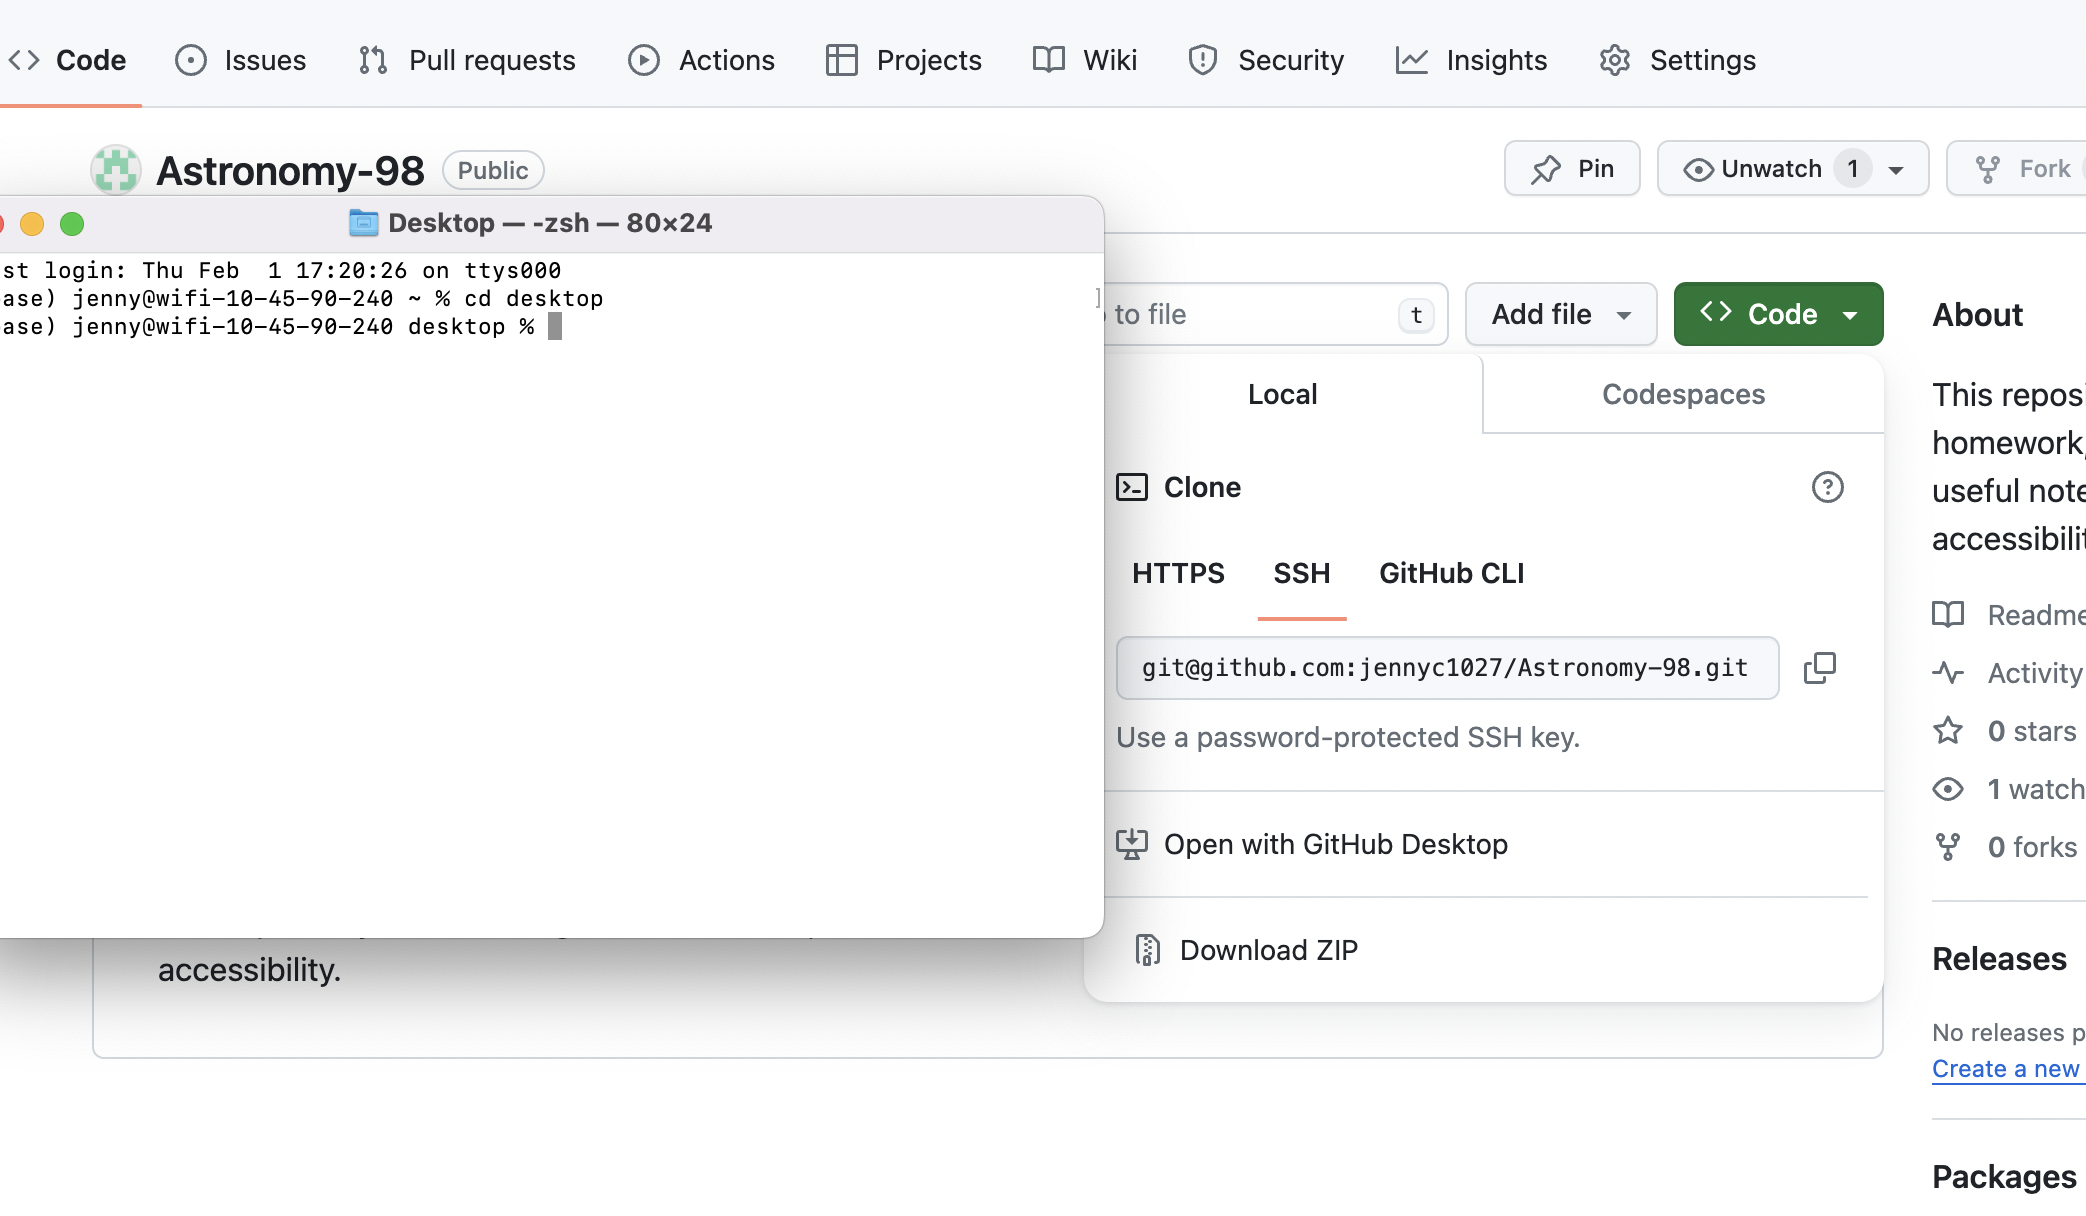 Code Issues Pull requests Actions Projects Wiki Security Insights Settings
Astronomy-98 Public
Pin Unwatch 1 Fork
Desktop — -zsh — 80×24
st login: Thu Feb  1 17:20:26 on ttys000
ase) jenny@wifi-10-45-90-240 ~ % cd desktop
ase) jenny@wifi-10-45-90-240 desktop %
to file t
Add file
Code
Local
Codespaces
Clone
HTTPS SSH GitHub CLI
git@github.com:jennyc1027/Astronomy-98.git
Use a password-protected SSH key.
Open with GitHub Desktop
Download ZIP
accessibility.
About
This reposi
homework,
useful note
accessibilit
Readme
Activity
0 stars
1 watch
0 forks
Releases
No releases p
Create a new
Packages